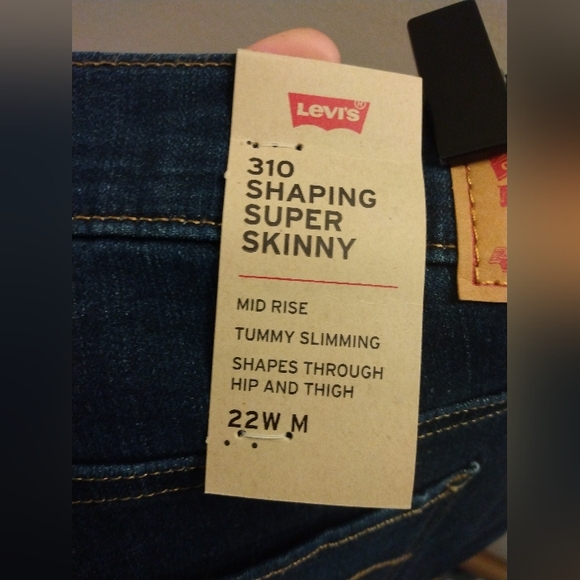 Levi's®
310
SHAPING
SUPER
SKINNY
MID RISE
TUMMY SLIMMING
SHAPES THROUGH
HIP AND THIGH
22W M